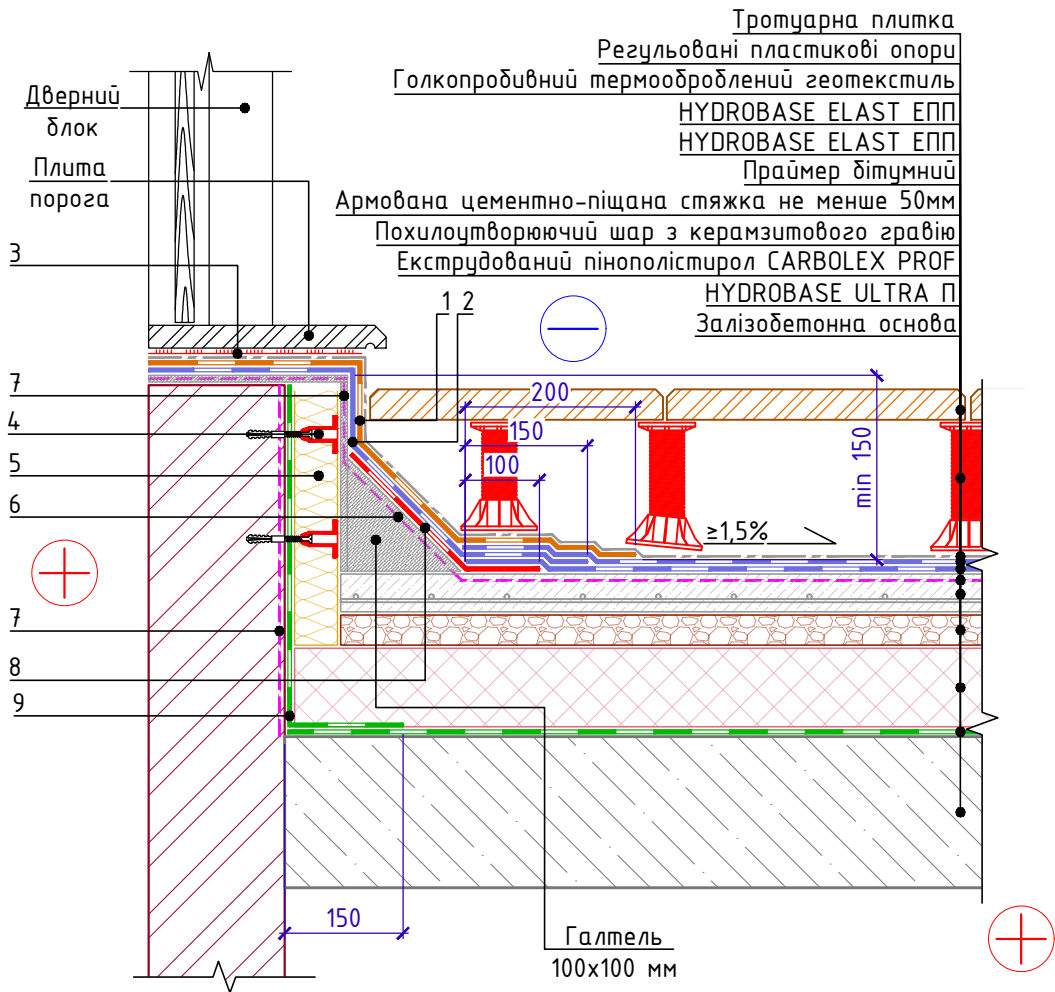 Тротуарна плитка
Регульовані пластикові опори
Голкопробивний термооброблений геотекстиль
HYDROBASE ELAST ЕПП
HYDROBASE ELAST ЕПП
Праймер бітумний
Армована цементно-піщана стяжка не менше 50мм
Похилоутворюючий шар з керамзитового гравію
Екструдований пінополістирол CARBOLEX PROF
HYDROBASE ULTRA П
Залізобетонна основа
Дверний
блок
Плита
порога
3
1 2
7
4
5
6
7
8
9
200
150
100
min 150
≥1,5%
150
Галтель
100х100 мм